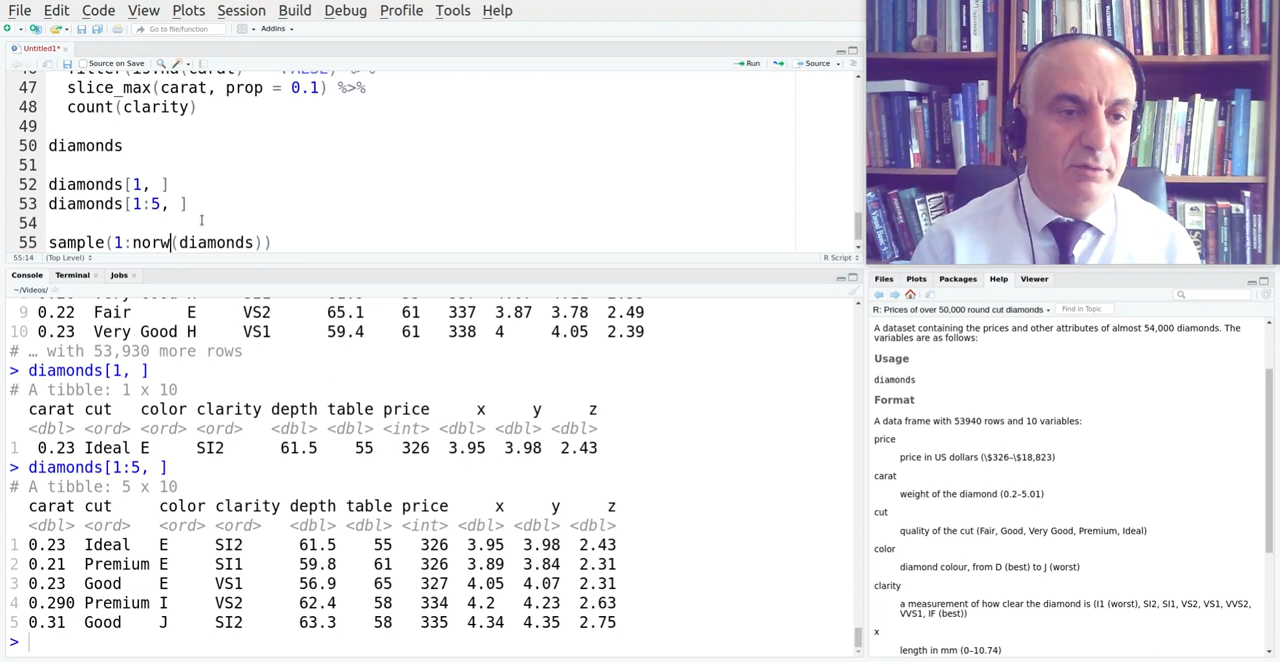 File Edit Code View Plots Session Build Debug Profile Tools Help
Go to file/function Addins
Untitled1*
Source on Save Run Source
47 slice_max(carat, prop = 0.1) %>%
48 count(clarity)
49
50 diamonds
51
52 diamonds[1, ]
53 diamonds[1:5, ]
54
55 sample(1:norw(diamonds))
55:14 (Top Level) R Script
Console Terminal Jobs
~/Videos/
9 0.22 Fair E VS2 65.1 61 337 3.87 3.78 2.49
10 0.23 Very Good H VS1 59.4 61 338 4 4.05 2.39
# … with 53,930 more rows
> diamonds[1, ]
# A tibble: 1 x 10
carat cut color clarity depth table price x y z
<dbl> <ord> <ord> <ord> <dbl> <dbl> <int> <dbl> <dbl> <dbl>
1 0.23 Ideal E SI2 61.5 55 326 3.95 3.98 2.43
> diamonds[1:5, ]
# A tibble: 5 x 10
carat cut color clarity depth table price x y z
<dbl> <ord> <ord> <ord> <dbl> <dbl> <int> <dbl> <dbl> <dbl>
1 0.23 Ideal E SI2 61.5 55 326 3.95 3.98 2.43
2 0.21 Premium E SI1 59.8 61 326 3.89 3.84 2.31
3 0.23 Good E VS1 56.9 65 327 4.05 4.07 2.31
4 0.290 Premium I VS2 62.4 58 334 4.2 4.23 2.63
5 0.31 Good J SI2 63.3 58 335 4.34 4.35 2.75
>
Files Plots Packages Help Viewer
R: Prices of over 50,000 round cut diamonds Find in Topic
A dataset containing the prices and other attributes of almost 54,000 diamonds. The
variables are as follows:
Usage
diamonds
Format
A data frame with 53940 rows and 10 variables:
price
price in US dollars (\$326–\$18,823)
carat
weight of the diamond (0.2–5.01)
cut
quality of the cut (Fair, Good, Very Good, Premium, Ideal)
color
diamond colour, from D (best) to J (worst)
clarity
a measurement of how clear the diamond is (I1 (worst), SI2, SI1, VS2, VS1, VVS2,
VVS1, IF (best))
x
length in mm (0–10.74)